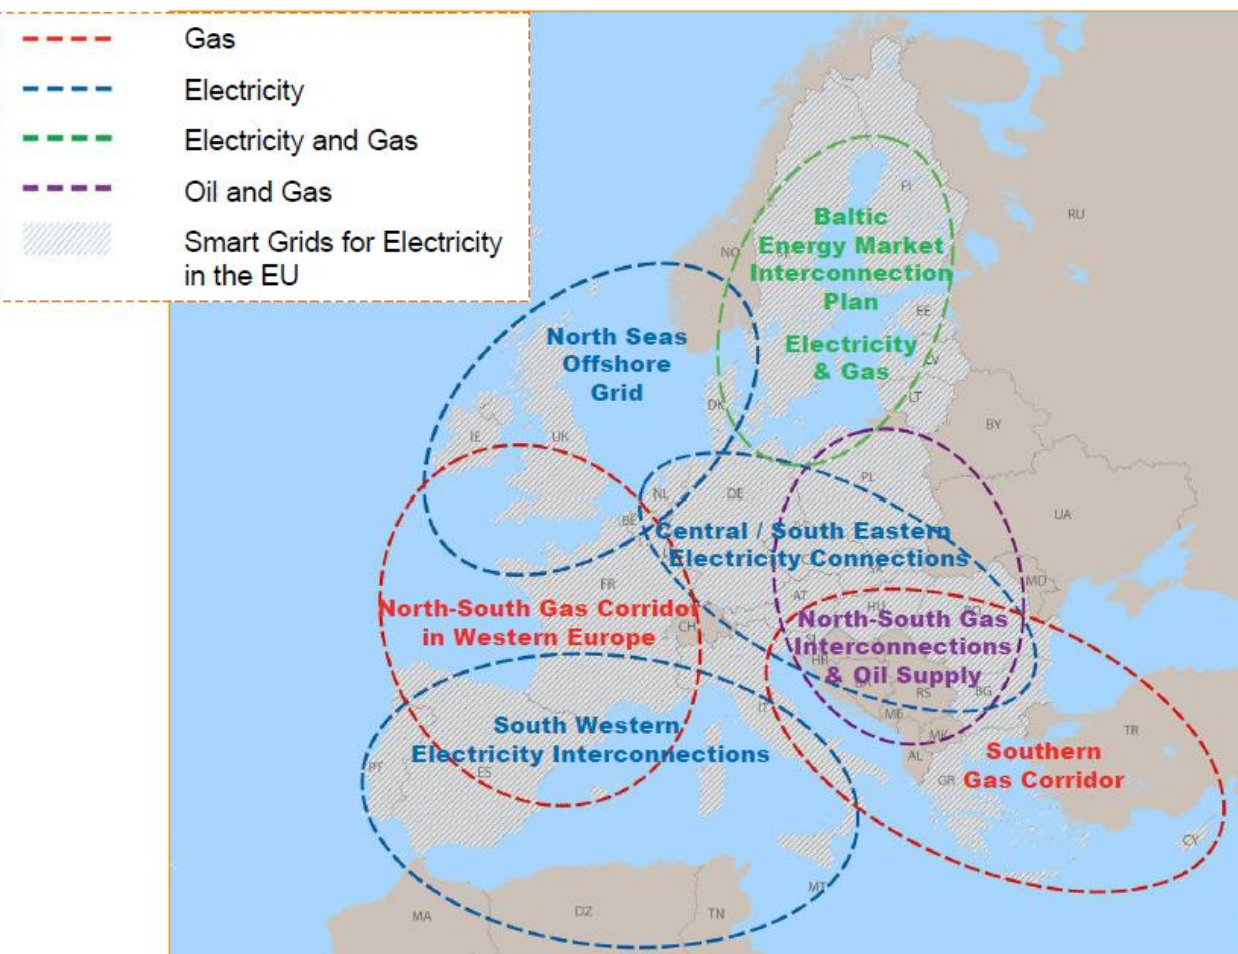 Gas
Electricity
Electricity and Gas
Oil and Gas
Smart Grids for Electricity
in the EU
FI
RU
NO
Baltic
Energy Market
Interconnection
Plan
Electricity
& Gas
EE
LV
LT
BY
North Seas
Offshore
Grid
DK
IE
UK
NL
DE
PL
BE
UA
Central / South Eastern
Electricity Connections
FR
AT
HU
MD
North-South Gas Corridor
in Western Europe
CH
North-South Gas
Interconnections
& Oil Supply
HR
RS
BG
IT
ME
MK
AL
TR
South Western
Electricity Interconnections
PT
ES
Southern
Gas Corridor
GR
CY
MT
MA
DZ
TN